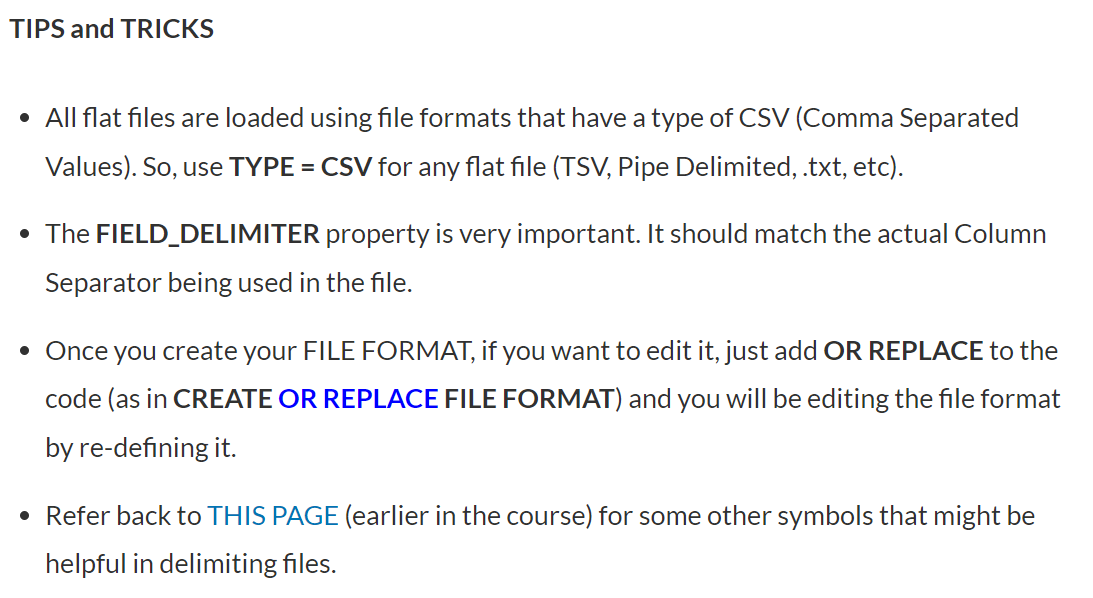 TIPS and TRICKS
• All flat files are loaded using file formats that have a type of CSV (Comma Separated
Values). So, use TYPE = CSV for any flat file (TSV, Pipe Delimited, .txt, etc).
• The FIELD_DELIMITER property is very important. It should match the actual Column
Separator being used in the file.
• Once you create your FILE FORMAT, if you want to edit it, just add OR REPLACE to the
code (as in CREATE OR REPLACE FILE FORMAT) and you will be editing the file format
by re-defining it.
• Refer back to THIS PAGE (earlier in the course) for some other symbols that might be
helpful in delimiting files.